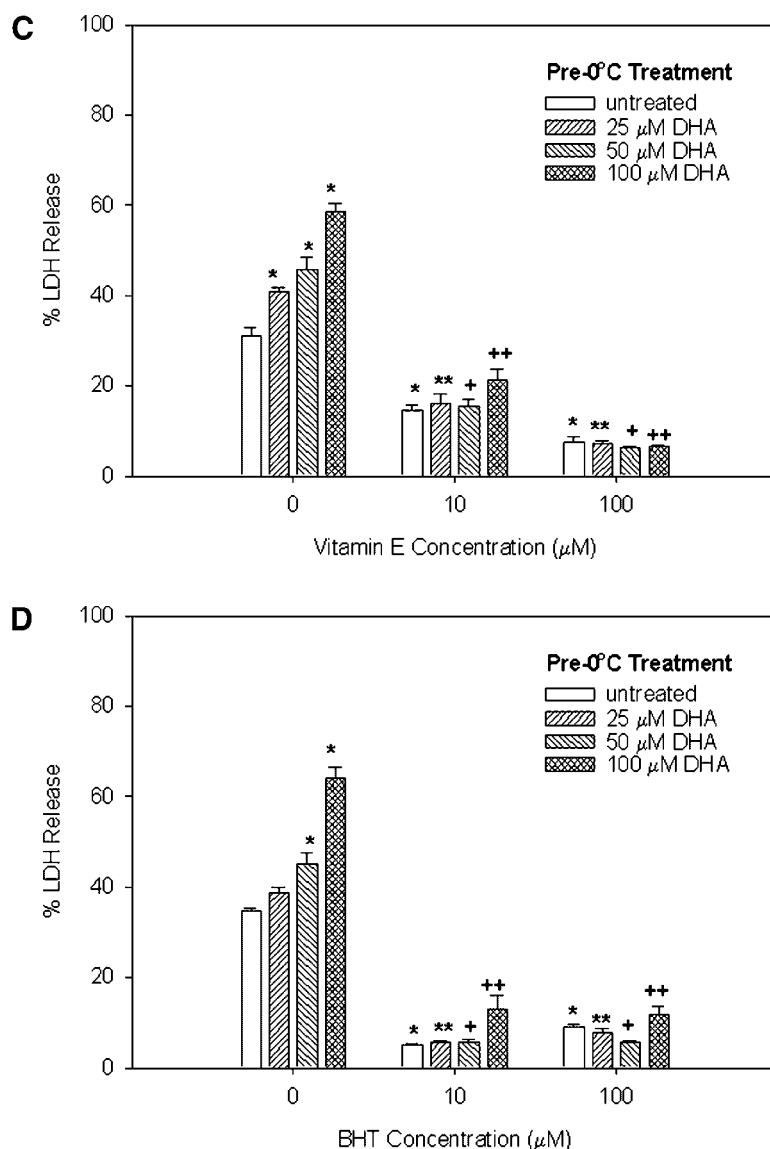 C
100
80
60
40
20
0
% LDH Release
Pre-0°C Treatment
untreated
25 μM DHA
50 μM DHA
100 μM DHA
*
*
*
*
**
+
++
*
**
+
++
0
10
100
Vitamin E Concentration (μM)
D
100
80
60
40
20
0
% LDH Release
Pre-0°C Treatment
untreated
25 μM DHA
50 μM DHA
100 μM DHA
*
*
*
**
+
++
*
**
+
++
0
10
100
BHT Concentration (μM)